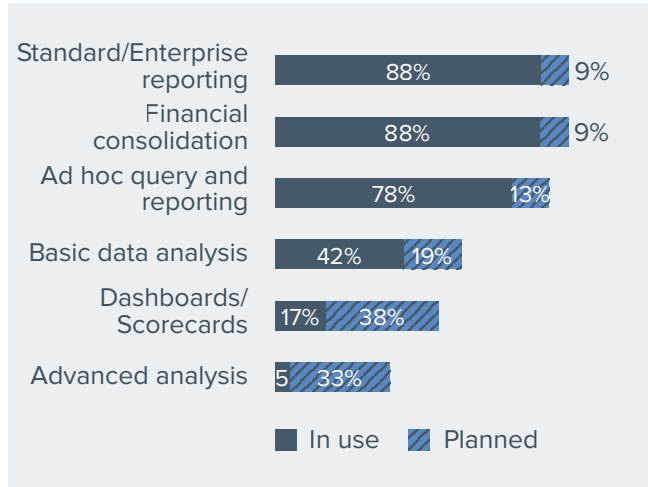 Standard/Enterprise
reporting
88%
9%
Financial
consolidation
88%
9%
Ad hoc query and
reporting
78%
13%
Basic data analysis
42%
19%
Dashboards/
Scorecards
17%
38%
Advanced analysis
5
33%
In use
Planned